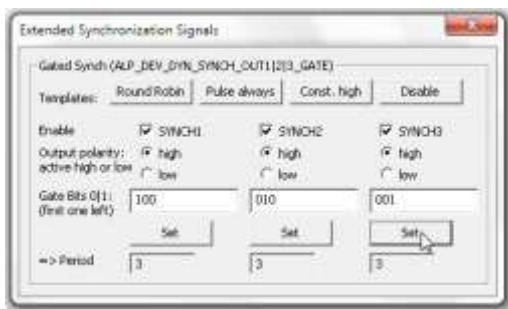 Extended Synchronization Signals
Gated Synch (ALP_DEV_DYN_SYNCH_OUT1|2|3_GATE)
Templates: Round Robin Pulse always Const. high Disable
Enable SYNCH1 SYNCH2 SYNCH3
Output polarity: high high high
active high or low low low low
Gate Bits 0|1: 100 010 001
(first one left)
Set Set Set
=> Period 3 3 3